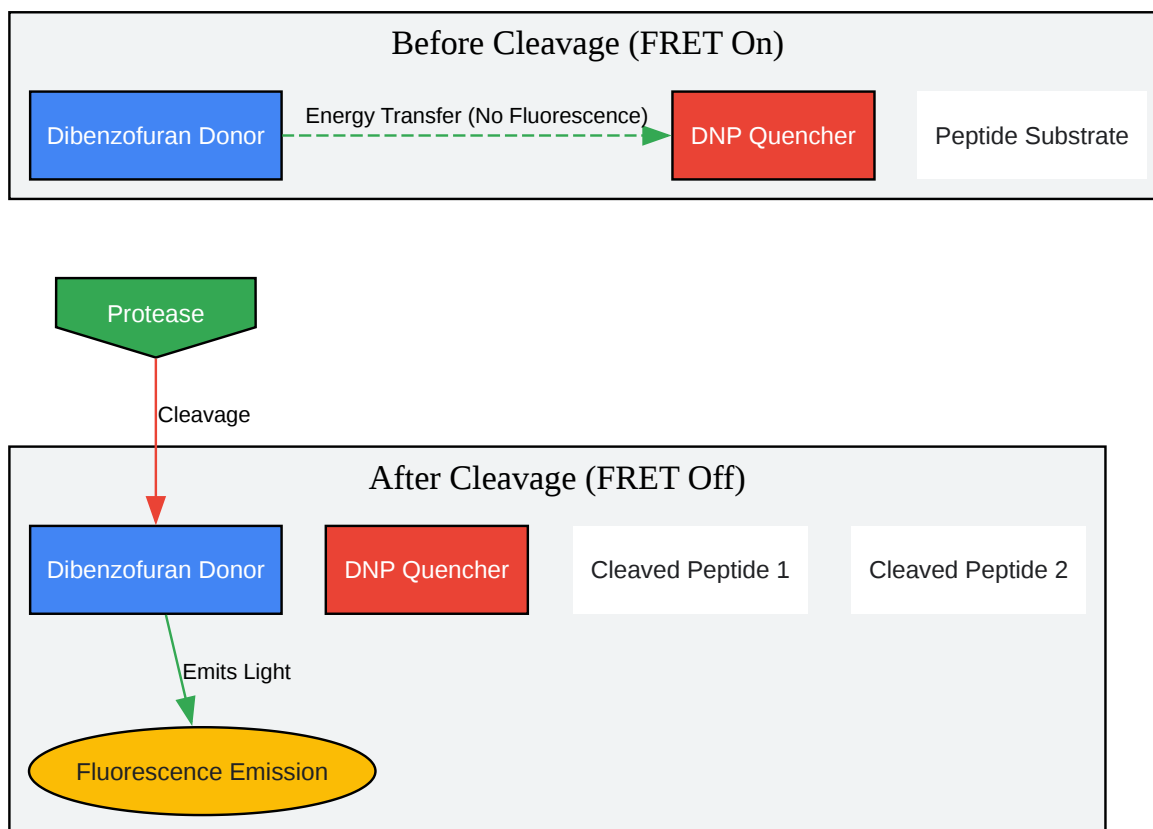 Before Cleavage (FRET On)
Dibenzofuran Donor
Energy Transfer (No Fluorescence)
DNP Quencher
Peptide Substrate
Protease
Cleavage
After Cleavage (FRET Off)
Dibenzofuran Donor
DNP Quencher
Cleaved Peptide 1
Cleaved Peptide 2
Emits Light
Fluorescence Emission